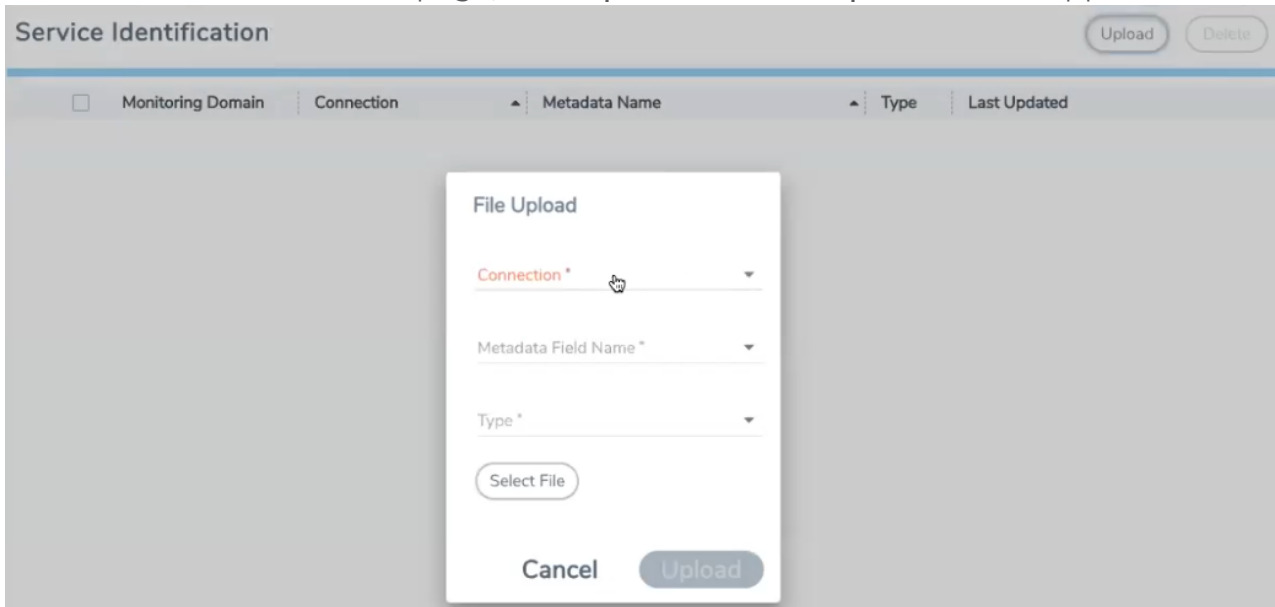 Service Identification Upload Delete
Monitoring Domain Connection Metadata Name Type Last Updated
File Upload
Connection *
Metadata Field Name *
Type *
Select File
Cancel Upload